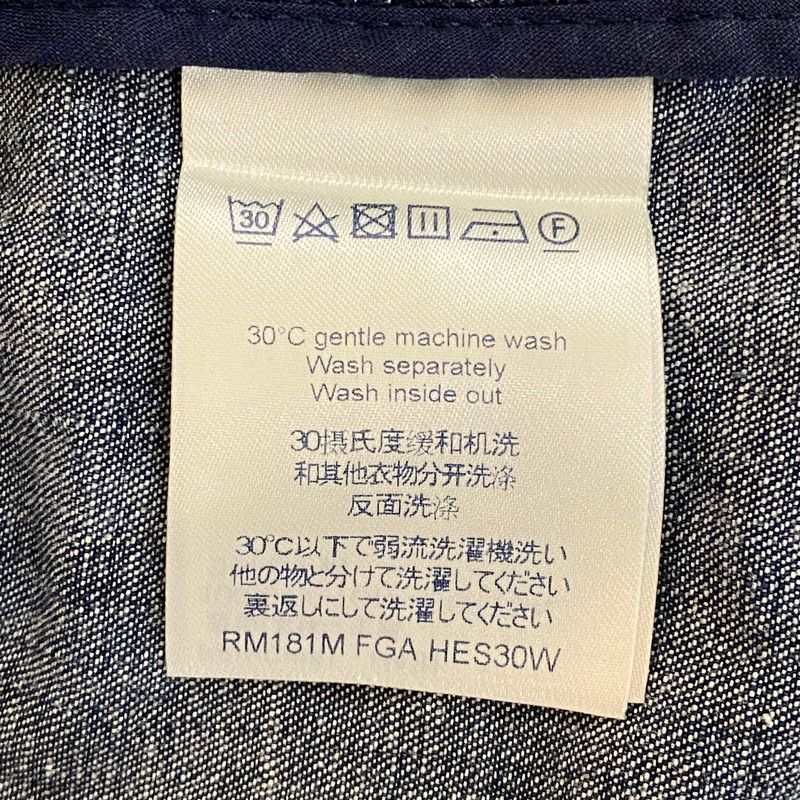 30
F
30°C gentle machine wash
Wash separately
Wash inside out
30摄氏度缓和机洗
和其他衣物分开洗涤
反面洗涤
30°C以下で弱流洗濯機洗い
他の物と分けて洗濯してください
裏返しにして洗濯してください
RM181M FGA HES30W